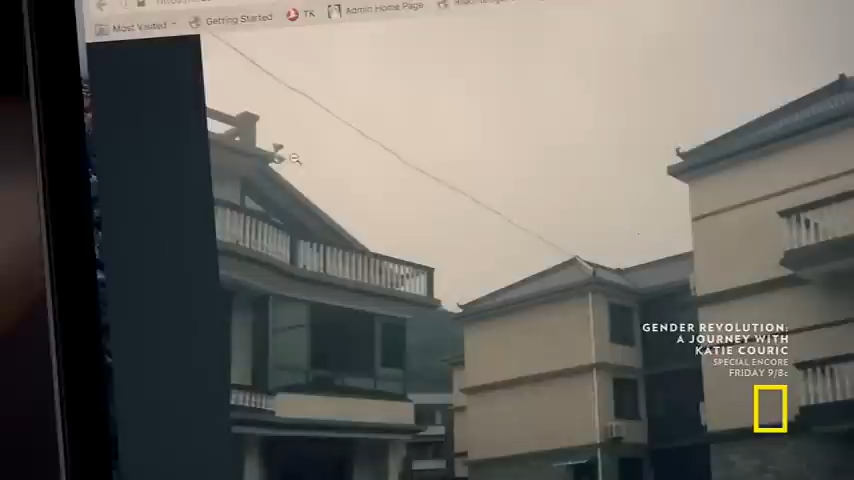 Most Visited
Getting Started
TK
Admin Home Page
GENDER REVOLUTION:
A JOURNEY WITH
KATIE COURIC
SPECIAL ENCORE
FRIDAY 9/8c